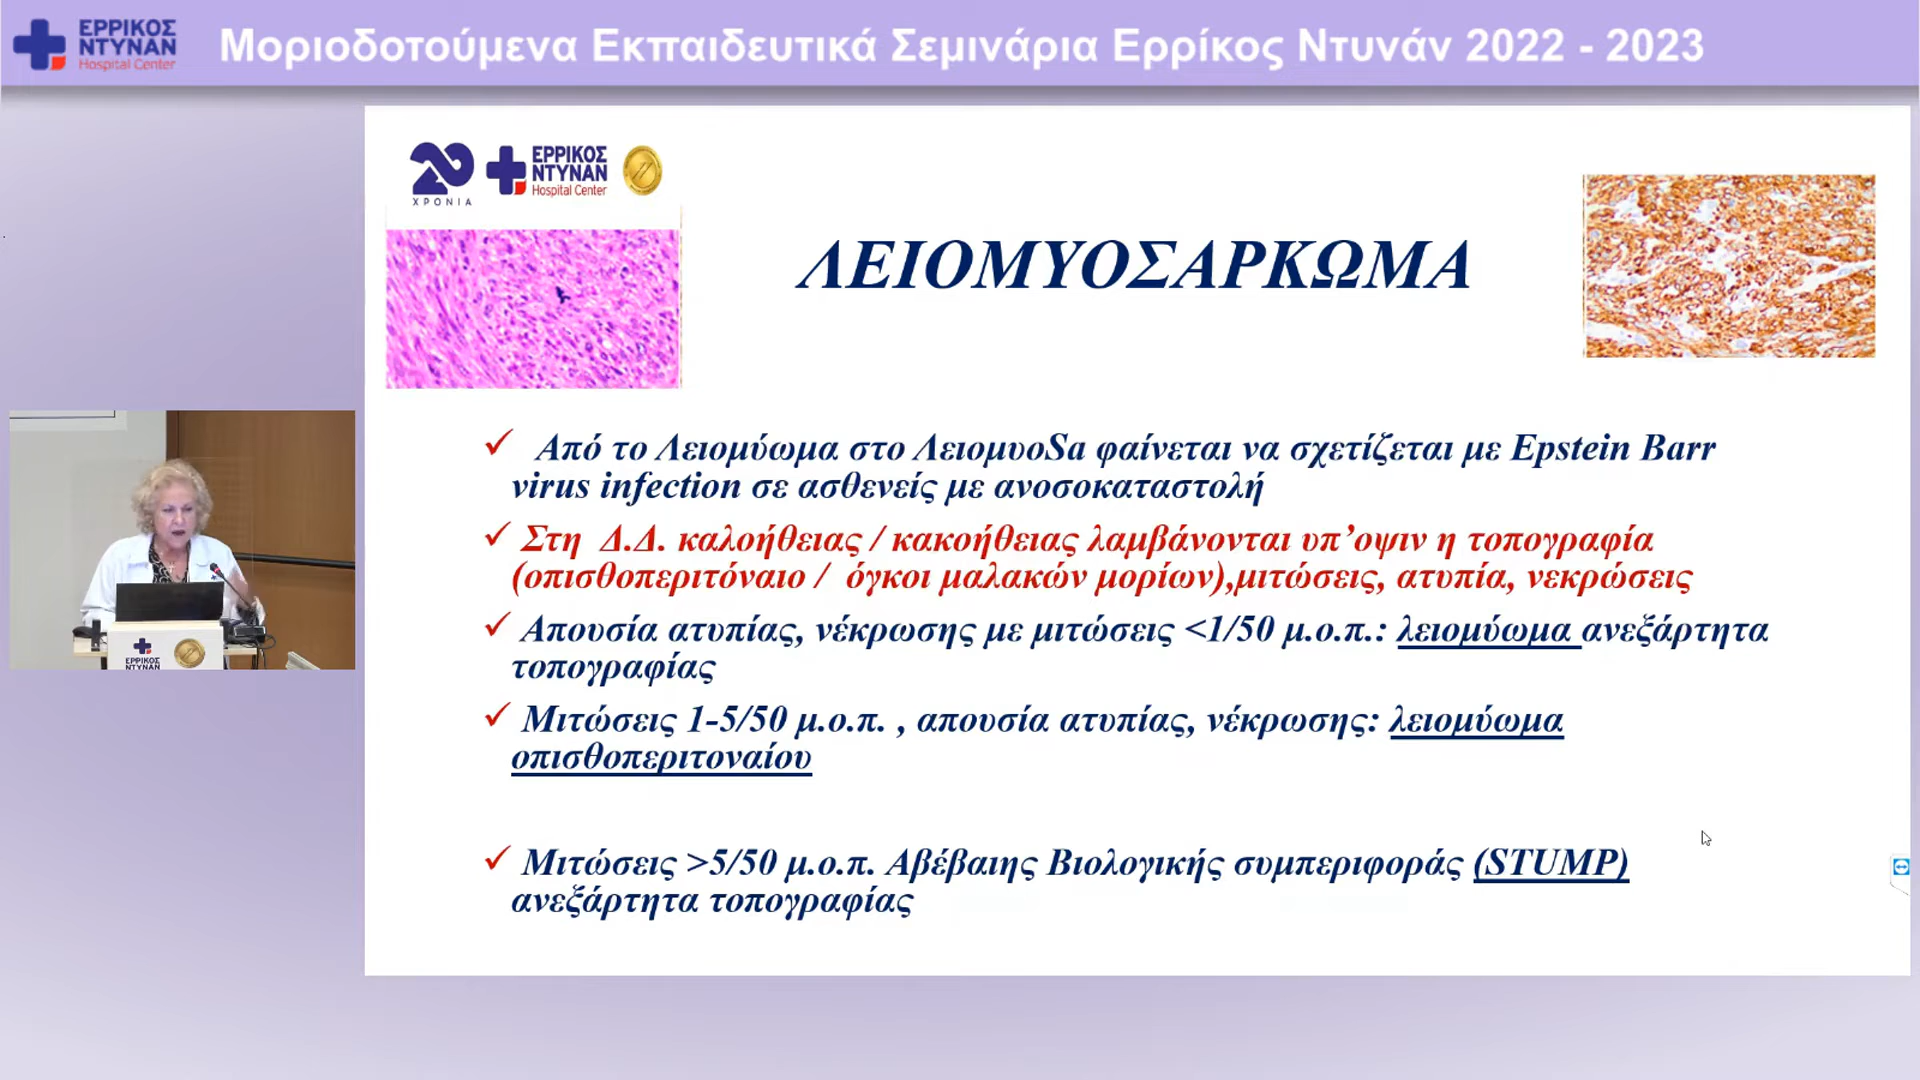 ΕΡΡΙΚΟΣ
ΝΤΥΝΑΝ
Hospital Center
Μοριοδοτούμενα Εκπαιδευτικά Σεμινάρια Ερρίκος Ντυνάν 2022 - 2023
20
ΧΡΟΝΙΑ
ΕΡΡΙΚΟΣ
ΝΤΥΝΑΝ
Hospital Center
ΛΕΙΟΜΥΟΣΑΡΚΩΜΑ
✓ Από το Λειομύωμα στο ΛειομυοSa φαίνεται να σχετίζεται με Epstein Barr
virus infection σε ασθενείς με ανοσοκαταστολή
✓ Στη Δ.Δ. καλοήθειας / κακοήθειας λαμβάνονται υπ’οψιν η τοπογραφία
(οπισθοπεριτόναιο / όγκοι μαλακών μορίων),μιτώσεις, ατυπία, νεκρώσεις
✓ Απουσία ατυπίας, νέκρωσης με μιτώσεις <1/50 μ.ο.π.: λειομύωμα ανεξάρτητα
τοπογραφίας
✓ Μιτώσεις 1-5/50 μ.ο.π. , απουσία ατυπίας, νέκρωσης: λειομύωμα
οπισθοπεριτοναίου
✓ Μιτώσεις >5/50 μ.ο.π. Αβέβαιης Βιολογικής συμπεριφοράς (STUMP)
ανεξάρτητα τοπογραφίας
ΕΡΡΙΚΟΣ
ΝΤΥΝΑΝ